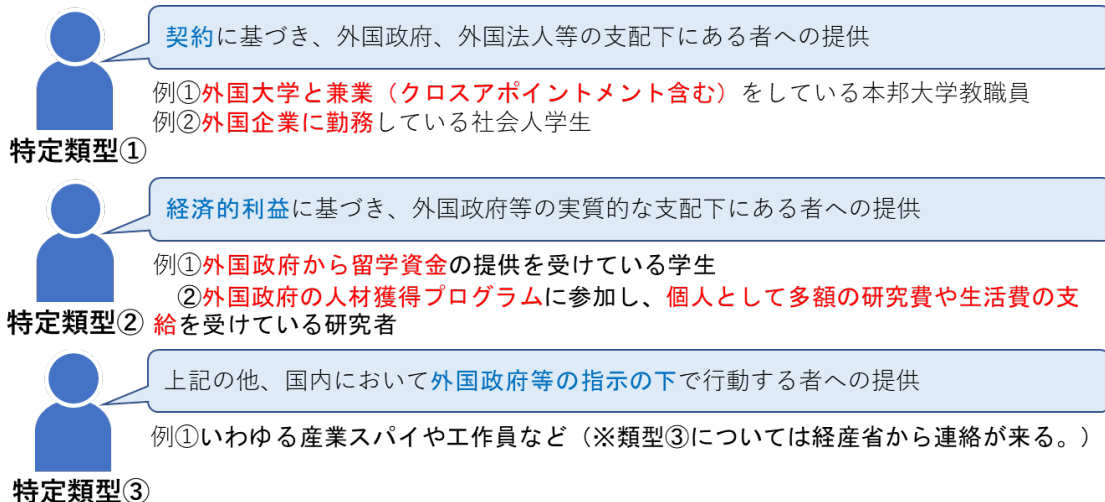 契約に基づき、外国政府、外国法人等の支配下にある者への提供
例①外国大学と兼業（クロスアポイントメント含む）をしている本邦大学教職員
例②外国企業に勤務している社会人学生
特定類型①
経済的利益に基づき、外国政府等の実質的な支配下にある者への提供
例①外国政府から留学資金の提供を受けている学生
②外国政府の人材獲得プログラムに参加し、個人として多額の研究費や生活費の支
給を受けている研究者
特定類型②
上記の他、国内において外国政府等の指示の下で行動する者への提供
例①いわゆる産業スパイや工作員など（※類型③については経産省から連絡が来る。）
特定類型③